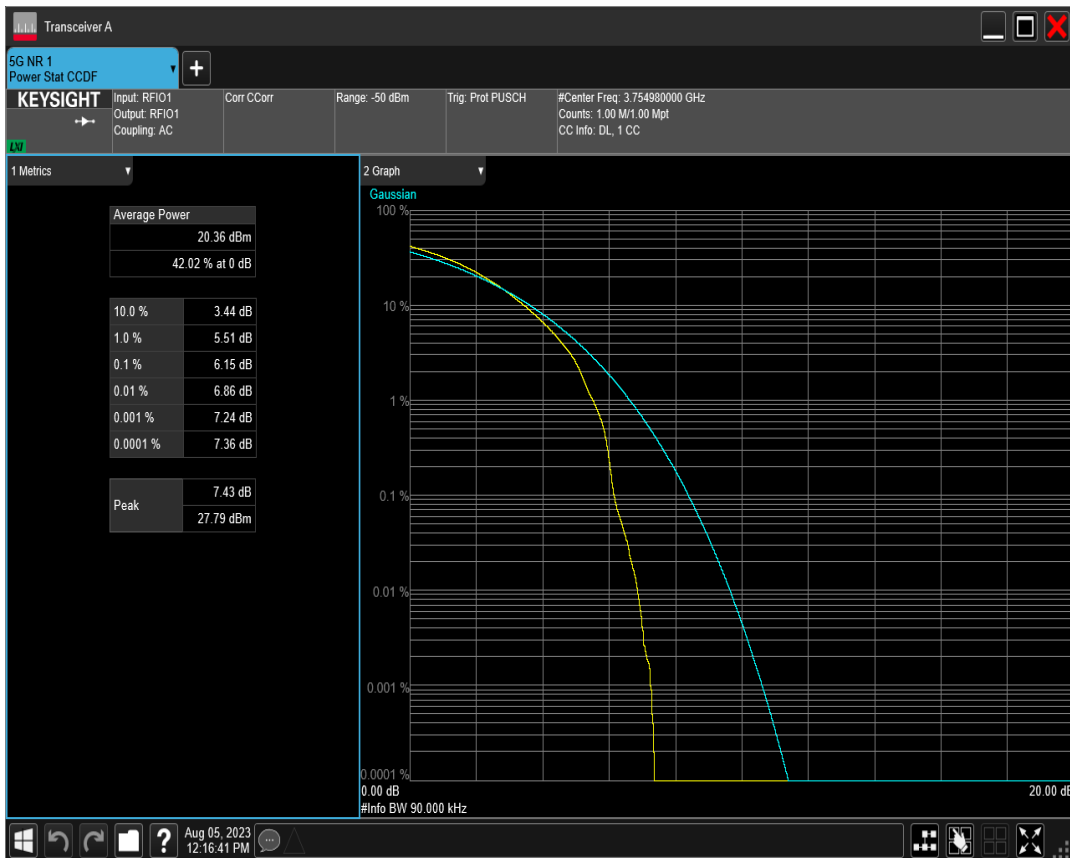 Transceiver A
5G NR 1
Power Stat CCDF
+
KEYSIGHT
LXI
Input: RFIO1
Output: RFIO1
Coupling: AC
Corr CCorr
Range: -50 dBm
Trig: Prot PUSCH
#Center Freq: 3.754980000 GHz
Counts: 1.00 M/1.00 Mpt
CC Info: DL, 1 CC
1 Metrics
Average Power
20.36 dBm
42.02 % at 0 dB
10.0 % 3.44 dB
1.0 % 5.51 dB
0.1 % 6.15 dB
0.01 % 6.86 dB
0.001 % 7.24 dB
0.0001 % 7.36 dB
Peak 7.43 dB
27.79 dBm
2 Graph
Gaussian
100 %
10 %
1 %
0.1 %
0.01 %
0.001 %
0.0001 %
0.00 dB 20.00 dB
#Info BW 90.000 kHz
?
Aug 05, 2023
12:16:41 PM